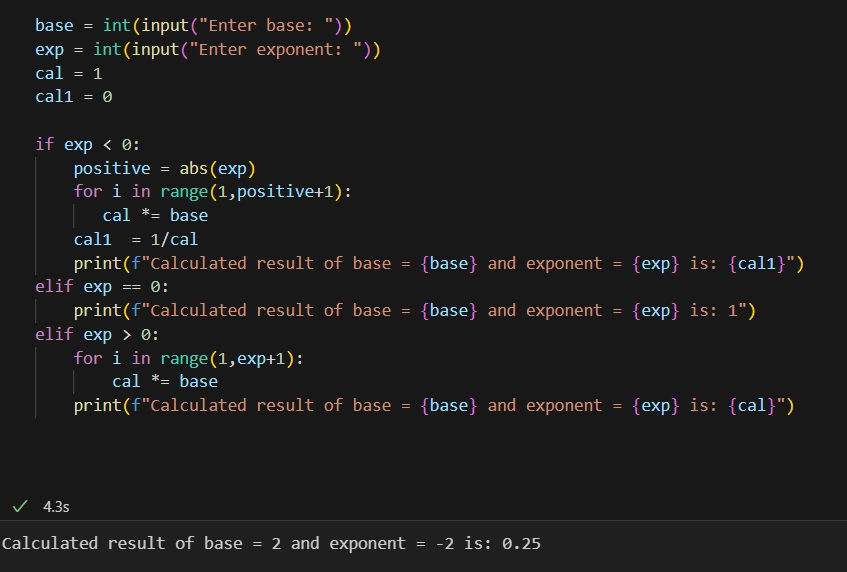 base = int(input("Enter base: "))
exp = int(input("Enter exponent: "))
cal = 1
cal1 = 0
if exp < 0:
    positive = abs(exp)
    for i in range(1,positive+1):
       cal *= base
    cal1  = 1/cal
    print(f"Calculated result of base = {base} and exponent = {exp} is: {cal1}")
elif exp == 0:
    print(f"Calculated result of base = {base} and exponent = {exp} is: 1")
elif exp > 0:
    for i in range(1,exp+1):
        cal *= base
    print(f"Calculated result of base = {base} and exponent = {exp} is: {cal}")
4.3s
Calculated result of base = 2 and exponent = -2 is: 0.25